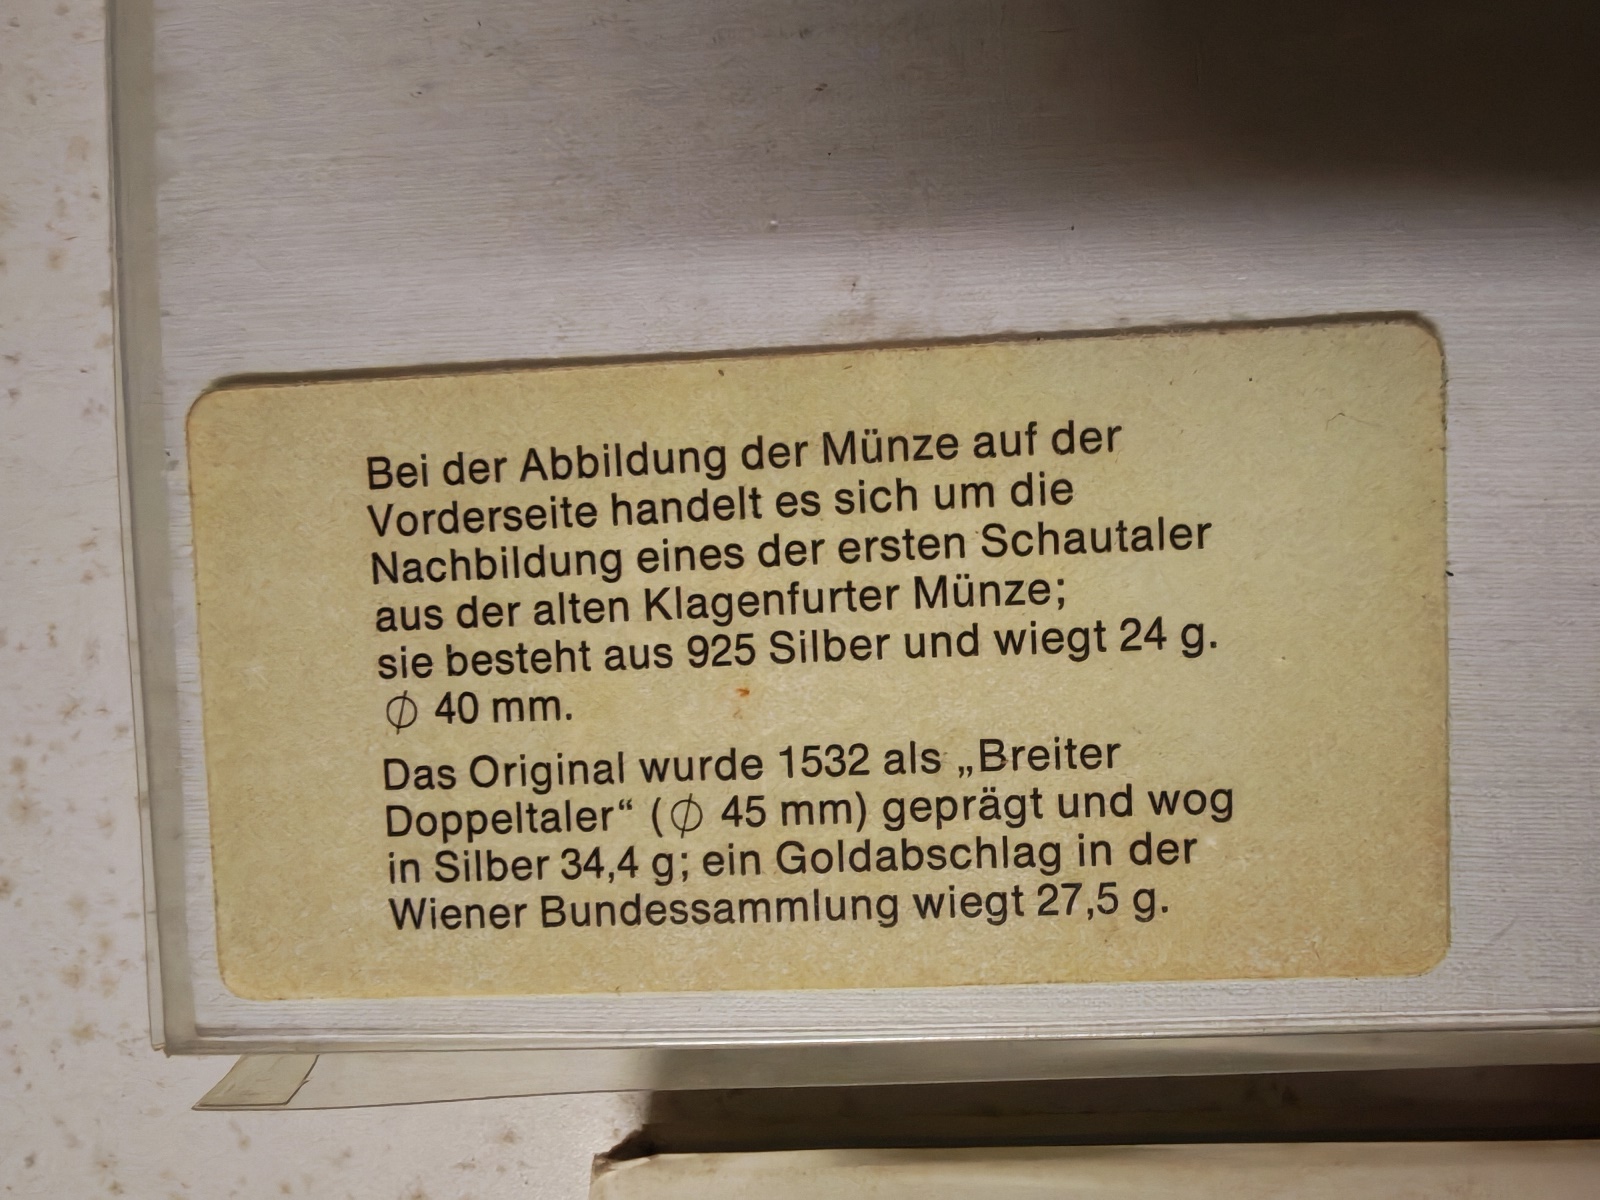 Bei der Abbildung der Münze auf der
Vorderseite handelt es sich um die
Nachbildung eines der ersten Schautaler
aus der alten Klagenfurter Münze;
sie besteht aus 925 Silber und wiegt 24 g.
∅ 40 mm.
Das Original wurde 1532 als „Breiter
Doppeltaler“ (∅ 45 mm) geprägt und wog
in Silber 34,4 g; ein Goldabschlag in der
Wiener Bundessammlung wiegt 27,5 g.